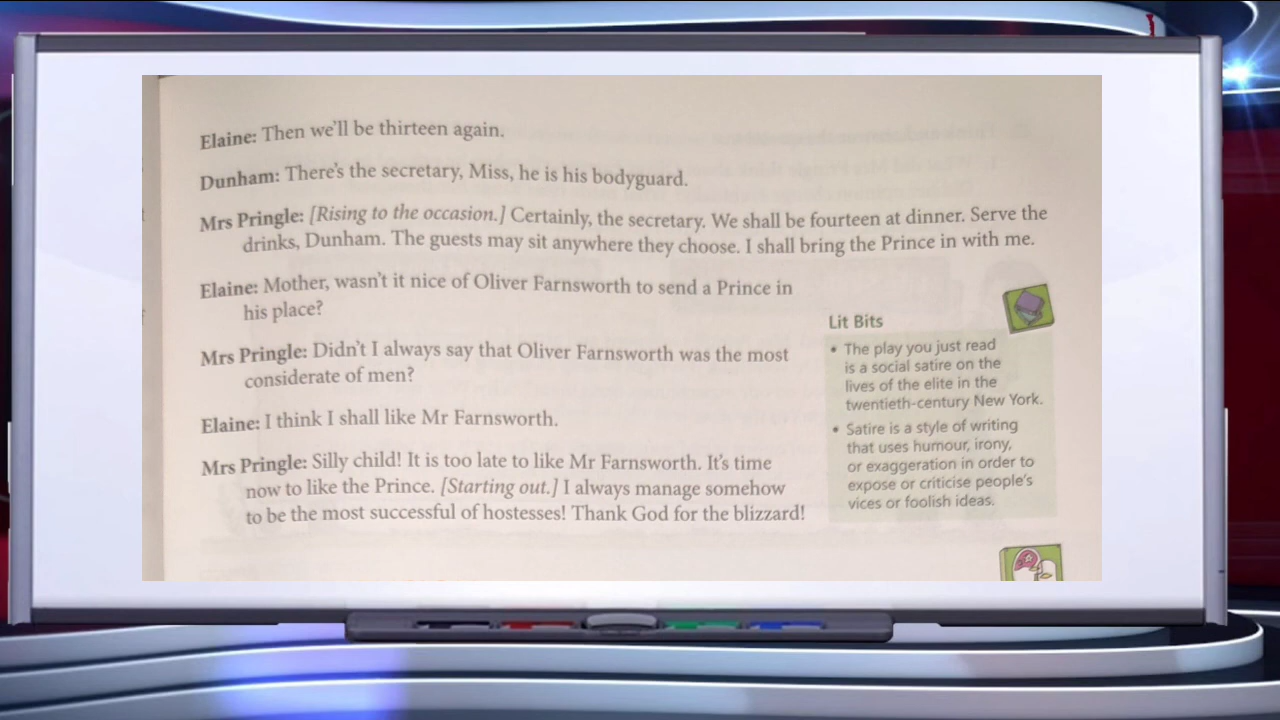 Elaine: Then we'll be thirteen again.
Dunham: There's the secretary, Miss, he is his bodyguard.
Mrs Pringle: [Rising to the occasion.] Certainly, the secretary. We shall be fourteen at dinner. Serve the
drinks, Dunham. The guests may sit anywhere they choose. I shall bring the Prince in with me.
Elaine: Mother, wasn't it nice of Oliver Farnsworth to send a Prince in
his place?
Mrs Pringle: Didn't I always say that Oliver Farnsworth was the most
considerate of men?
Elaine: I think I shall like Mr Farnsworth.
Mrs Pringle: Silly child! It is too late to like Mr Farnsworth. It's time
now to like the Prince. [Starting out.] I always manage somehow
to be the most successful of hostesses! Thank God for the blizzard!
Lit Bits
• The play you just read
is a social satire on the
lives of the elite in the
twentieth-century New York.
• Satire is a style of writing
that uses humour, irony,
or exaggeration in order to
expose or criticise people's
vices or foolish ideas.